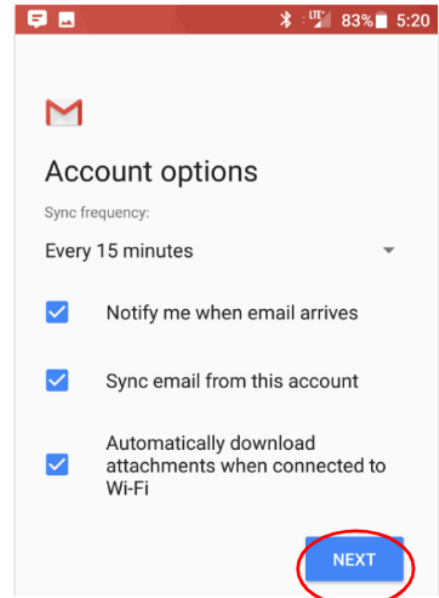 LTE 83% 5:20
Account options
Sync frequency:
Every 15 minutes
Notify me when email arrives
Sync email from this account
Automatically download
attachments when connected to
Wi-Fi
NEXT